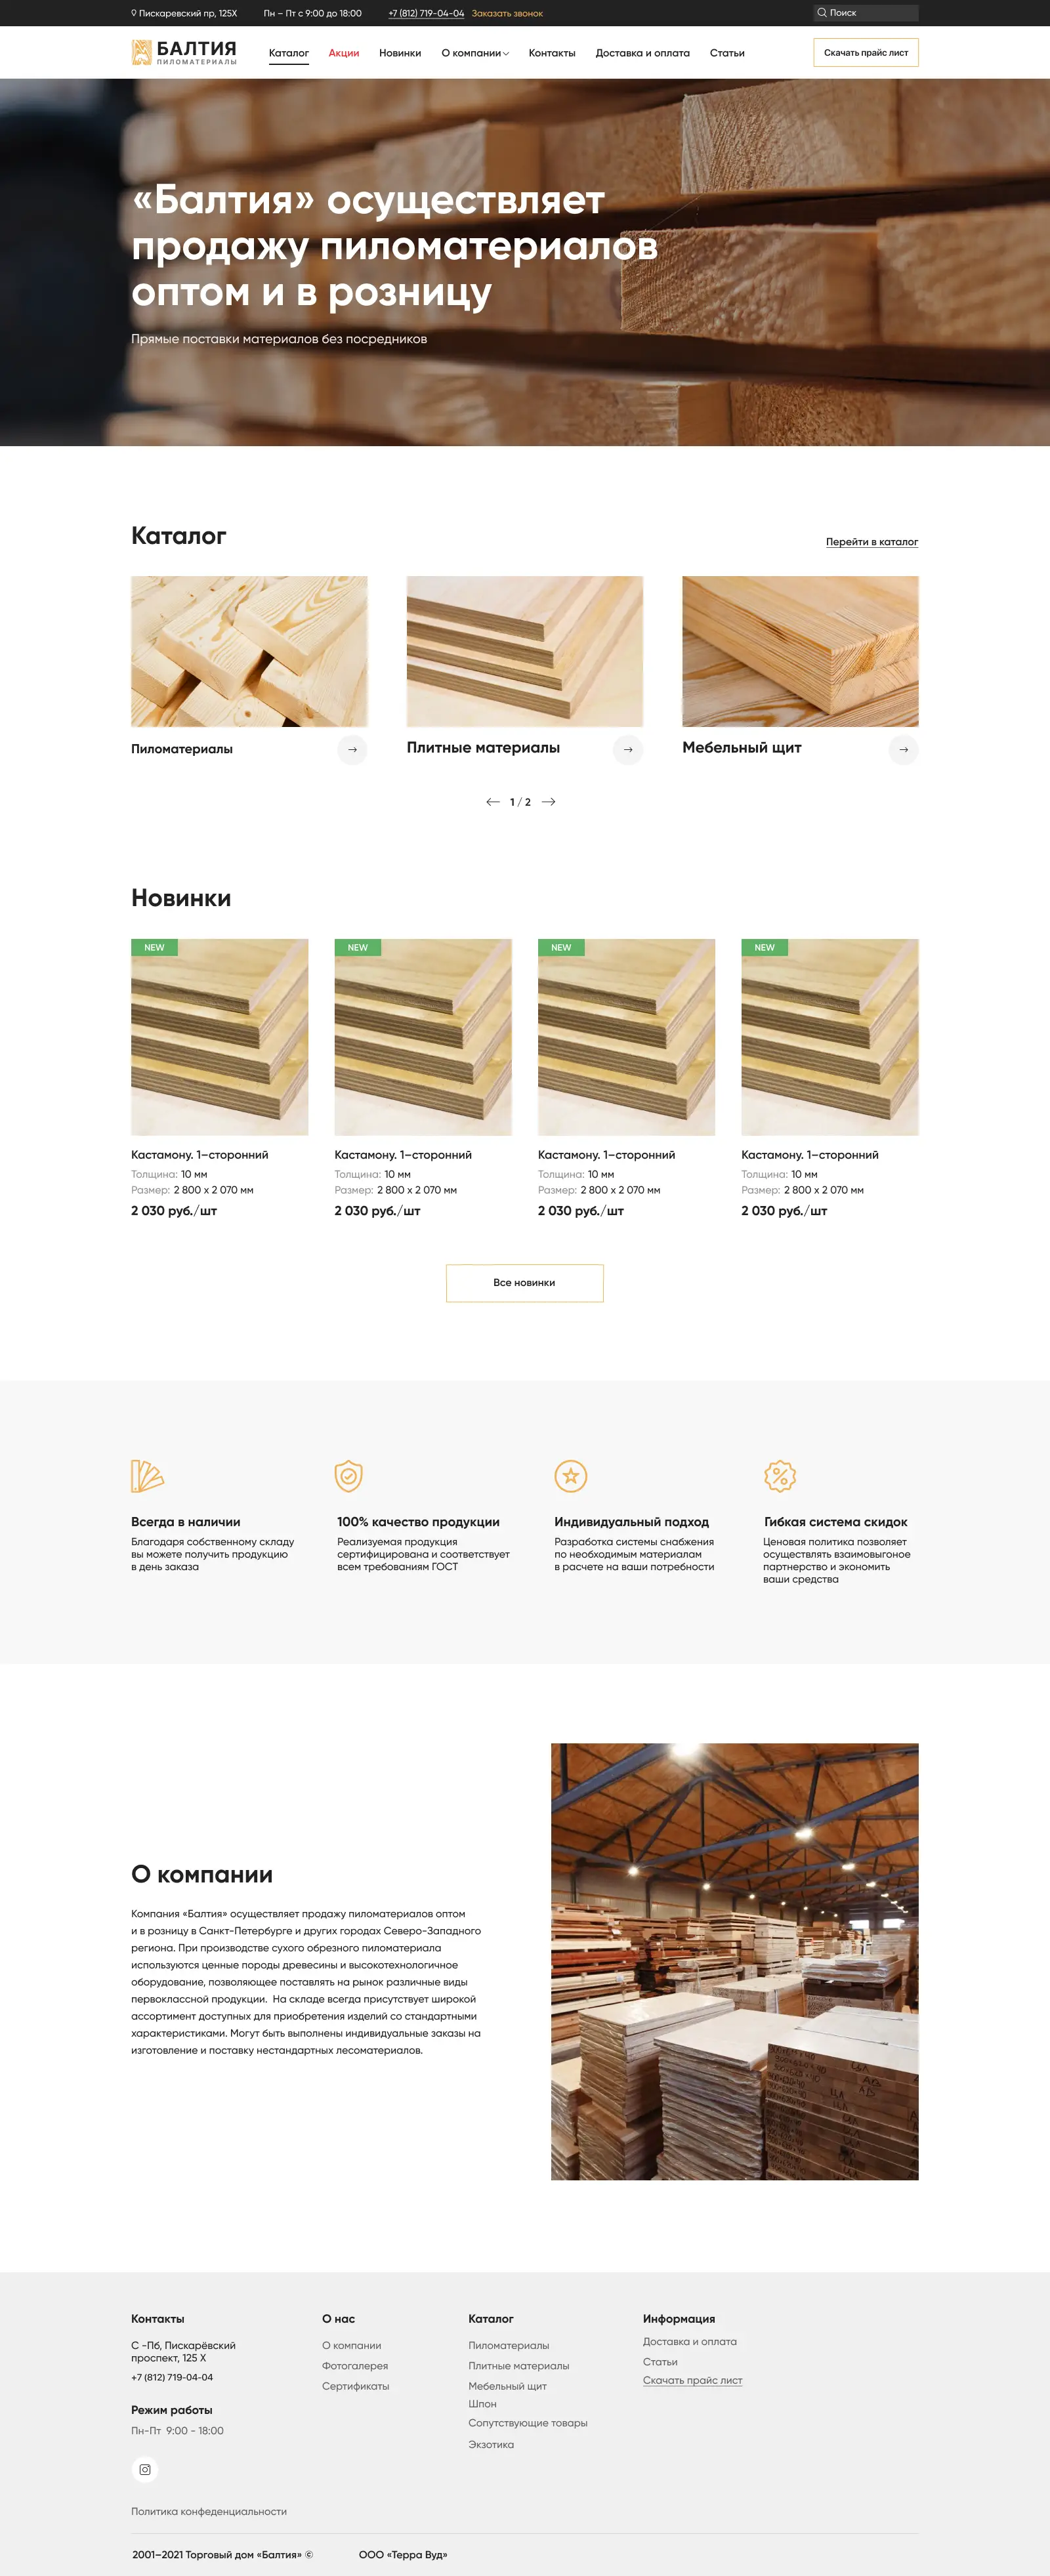 Пискаревский пр, 125Х
Пн – Пт с 9:00 до 18:00
+7 (812) 719-04-04 Заказать звонок
Поиск
БАЛТИЯ
ПИЛОМАТЕРИАЛЫ
Каталог
Акции
Новинки
О компании
Контакты
Доставка и оплата
Статьи
Скачать прайс лист
«Балтия» осуществляет
продажу пиломатериалов
оптом и в розницу
Прямые поставки материалов без посредников
Каталог
Перейти в каталог
Пиломатериалы
Плитные материалы
Мебельный щит
1 / 2
Новинки
NEW
Кастамону. 1-сторонний
Толщина: 10 мм
Размер: 2 800 х 2 070 мм
2 030 руб./шт
NEW
Кастамону. 1-сторонний
Толщина: 10 мм
Размер: 2 800 х 2 070 мм
2 030 руб./шт
NEW
Кастамону. 1-сторонний
Толщина: 10 мм
Размер: 2 800 х 2 070 мм
2 030 руб./шт
NEW
Кастамону. 1-сторонний
Толщина: 10 мм
Размер: 2 800 х 2 070 мм
2 030 руб./шт
Все новинки
Всегда в наличии
Благодаря собственному складу
вы можете получить продукцию
в день заказа
100% качество продукции
Реализуемая продукция
сертифицирована и соответствует
всем требованиям ГОСТ
Индивидуальный подход
Разработка системы снабжения
по необходимым материалам
в расчете на ваши потребности
Гибкая система скидок
Ценовая политика позволяет
осуществлять взаимовыгоное
партнерство и экономить
ваши средства
О компании
Компания «Балтия» осуществляет продажу пиломатериалов оптом
и в розницу в Санкт-Петербурге и других городах Северо-Западного
региона. При производстве сухого обрезного пиломатериала
используются ценные породы древесины и высокотехнологичное
оборудование, позволяющее поставлять на рынок различные виды
первоклассной продукции. На складе всегда присутствует широкой
ассортимент доступных для приобретения изделий со стандартными
характеристиками. Могут быть выполнены индивидуальные заказы на
изготовление и поставку нестандартных лесоматериалов.
Контакты
С -Пб, Пискарёвский
проспект, 125 Х
+7 (812) 719-04-04
Режим работы
Пн-Пт 9:00 - 18:00
О нас
О компании
Фотогалерея
Сертификаты
Каталог
Пиломатериалы
Плитные материалы
Мебельный щит
Шпон
Сопутствующие товары
Экзотика
Информация
Доставка и оплата
Статьи
Скачать прайс лист
Политика конфеденциальности
2001–2021 Торговый дом «Балтия» ©
ООО «Терра Вуд»